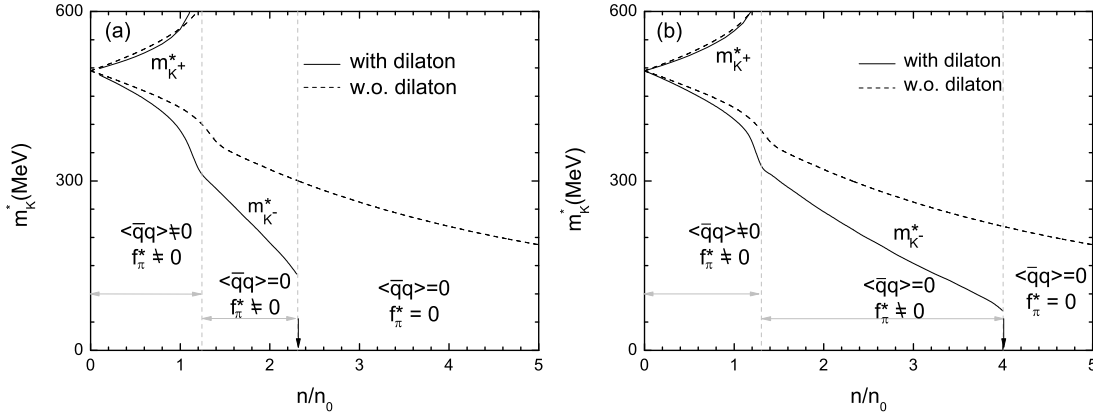 (a)
600
300
0
m*K(MeV)
m*K+
with dilaton
w.o. dilaton
m*K-
<q̄q>≠0
f*π ≠ 0
<q̄q>=0
f*π ≠ 0
<q̄q>=0
f*π = 0
0 1 2 3 4 5
n/n0
(b)
600
300
0
m*K(MeV)
m*K+
with dilaton
w.o. dilaton
m*K-
<q̄q>≠0
f*π ≠ 0
<q̄q>=0
f*π ≠ 0
<q̄q>=0
f*π = 0
0 1 2 3 4 5
n/n0